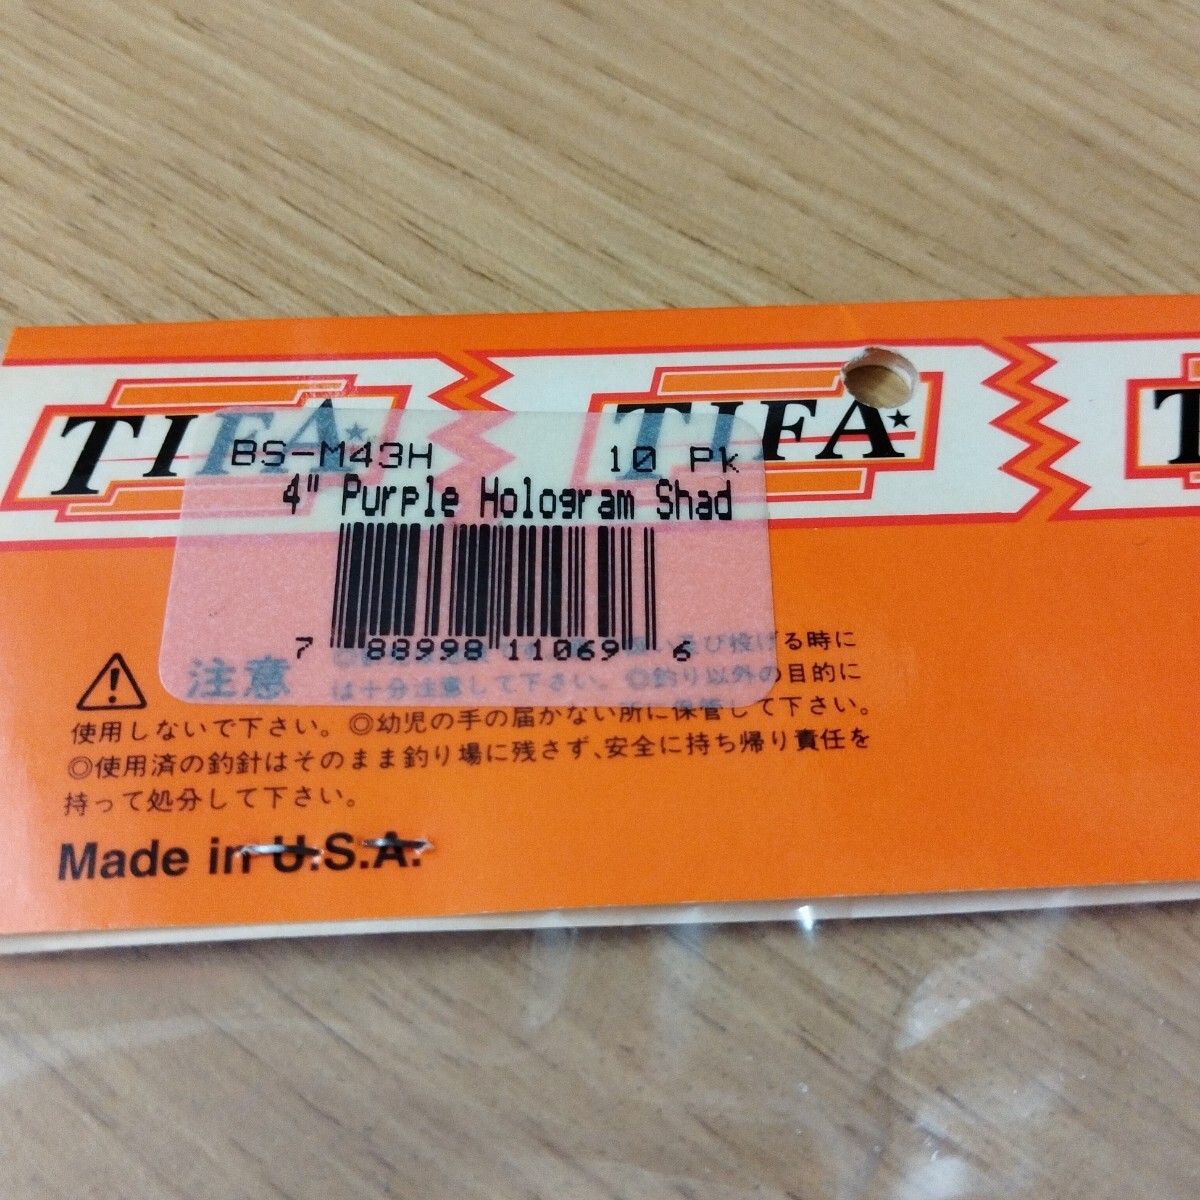 TIFA TIFA T
BS-M43H 10 Pk
4" Purple Hologram Shad
7 88998 11069 6
注意
い及び投げる時に
は十分注意して下さい。◎釣り以外の目的に
使用しないで下さい。◎幼児の手の届かない所に保管して下さい。
◎使用済の釣針はそのまま釣り場に残さず、安全に持ち帰り責任を
持って処分して下さい。
Made in U.S.A.